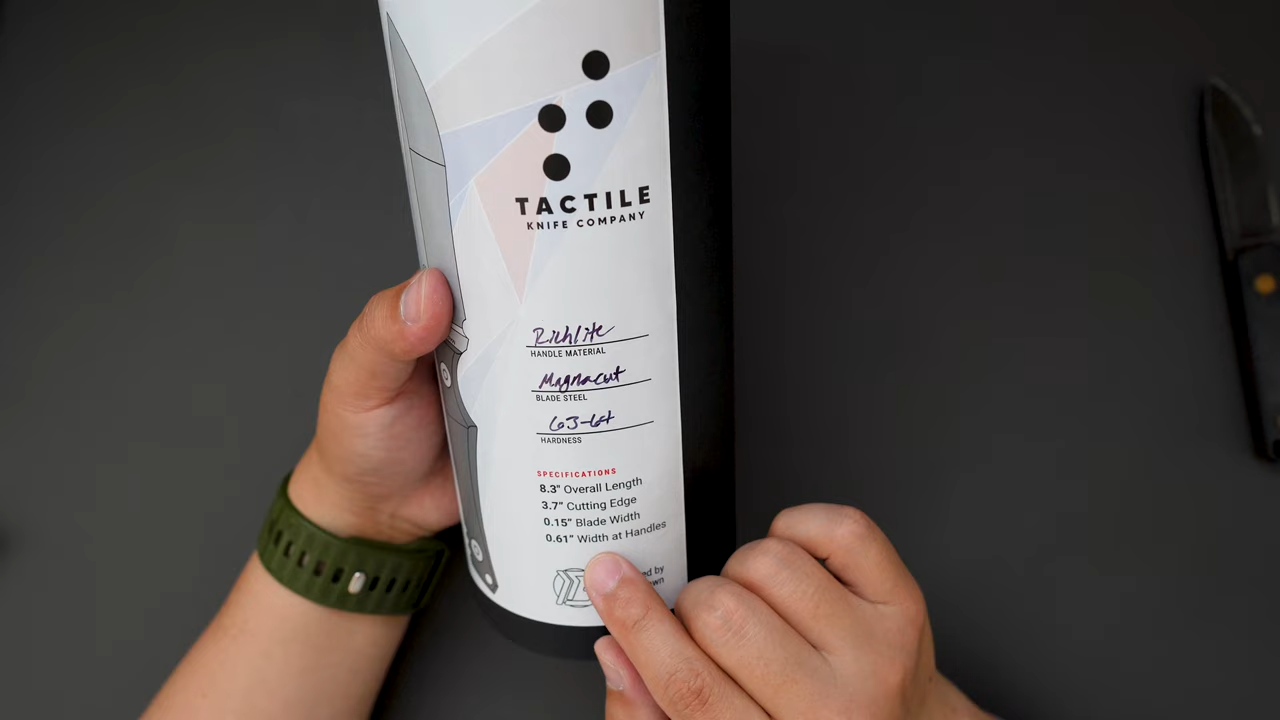 TACTILE
KNIFE COMPANY
Richlite
HANDLE MATERIAL
Magnacut
BLADE STEEL
63-64
HARDNESS
SPECIFICATIONS
8.3" Overall Length
3.7" Cutting Edge
0.15" Blade Width
0.61" Width at Handles
by